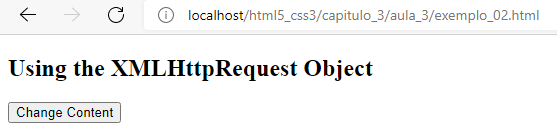 localhost/html5_css3/capitulo_3/aula_3/exemplo_02.html
Using the XMLHttpRequest Object
Change Content